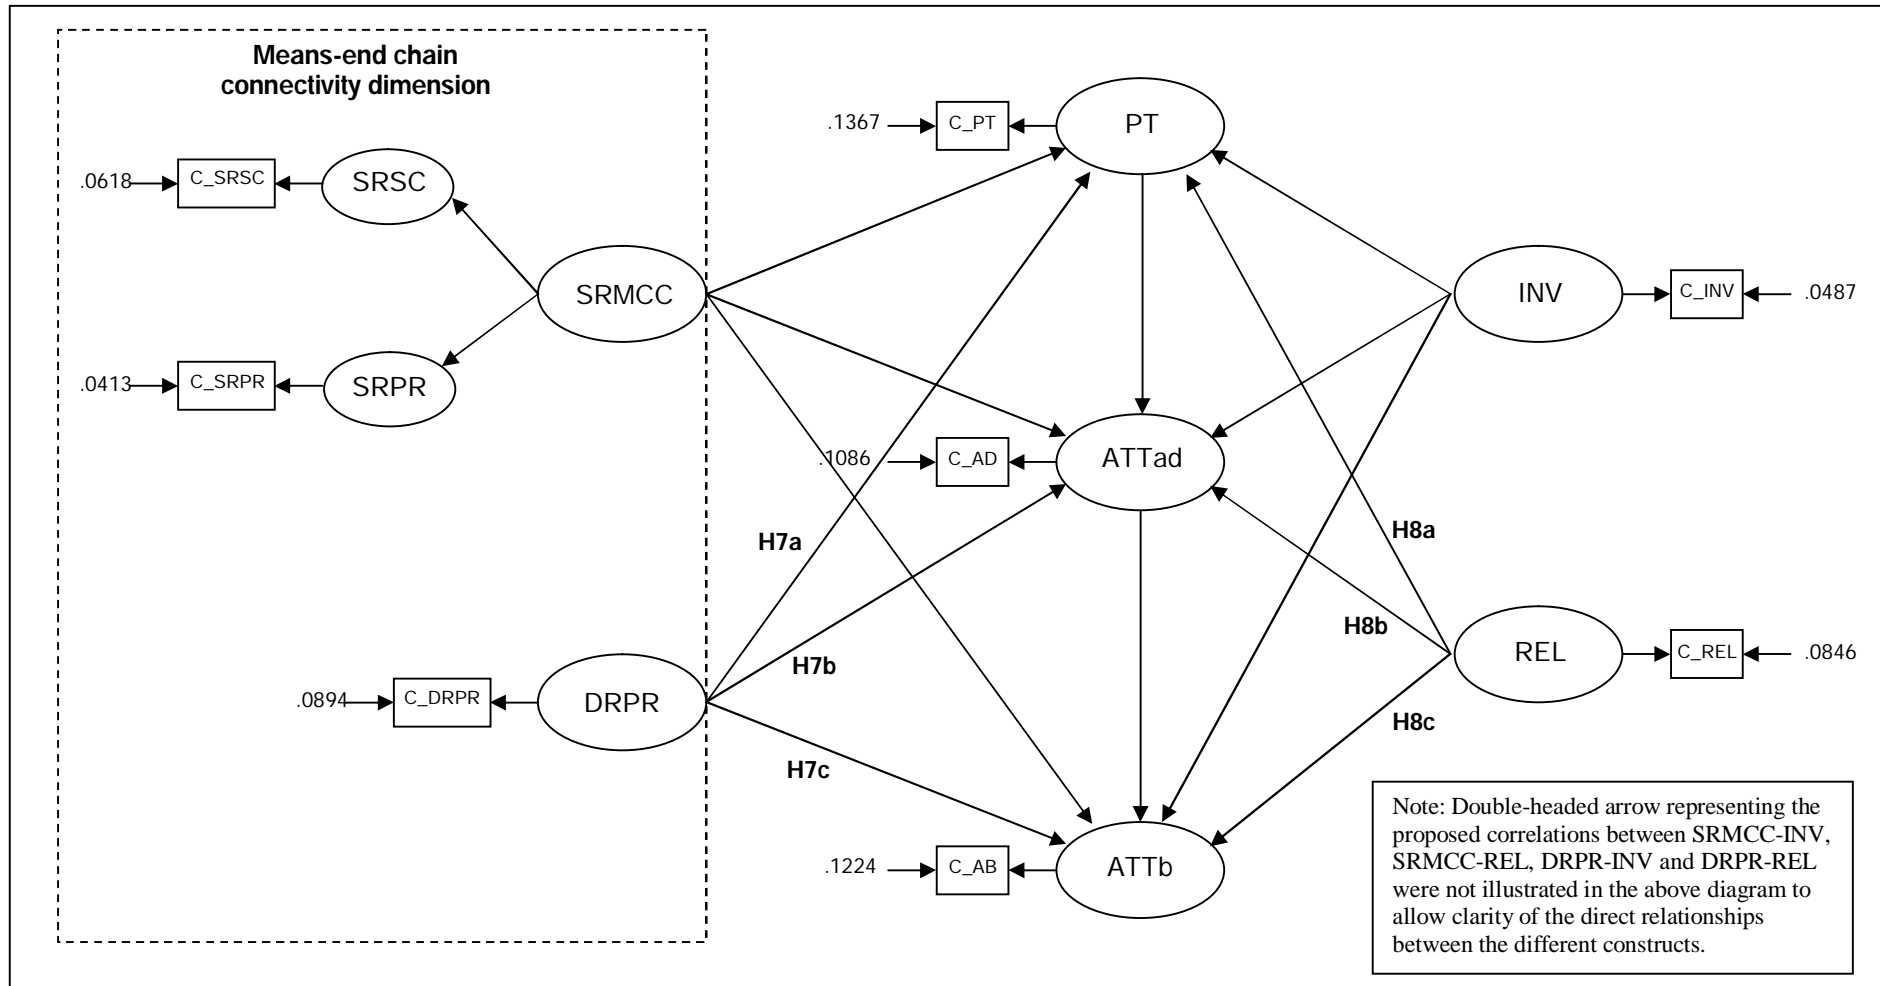 Means-end chain
connectivity dimension
.1367
C_PT
PT
.0618
C_SRSC
SRSC
SRMCC
INV
C_INV
.0487
.0413
C_SRPR
SRPR
.1086
C_AD
ATTad
H7a
H8a
H8b
H7b
REL
C_REL
.0846
.0894
C_DRPR
DRPR
H8c
H7c
.1224
C_AB
ATTb
Note: Double-headed arrow representing the
proposed correlations between SRMCC-INV,
SRMCC-REL, DRPR-INV and DRPR-REL
were not illustrated in the above diagram to
allow clarity of the direct relationships
between the different constructs.